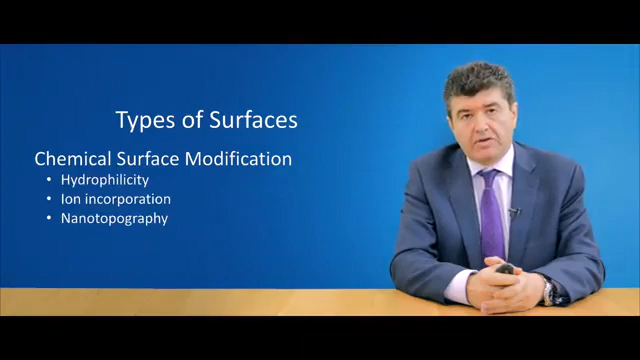 Types of Surfaces
Chemical Surface Modification
• Hydrophilicity
• Ion incorporation
• Nanotopography